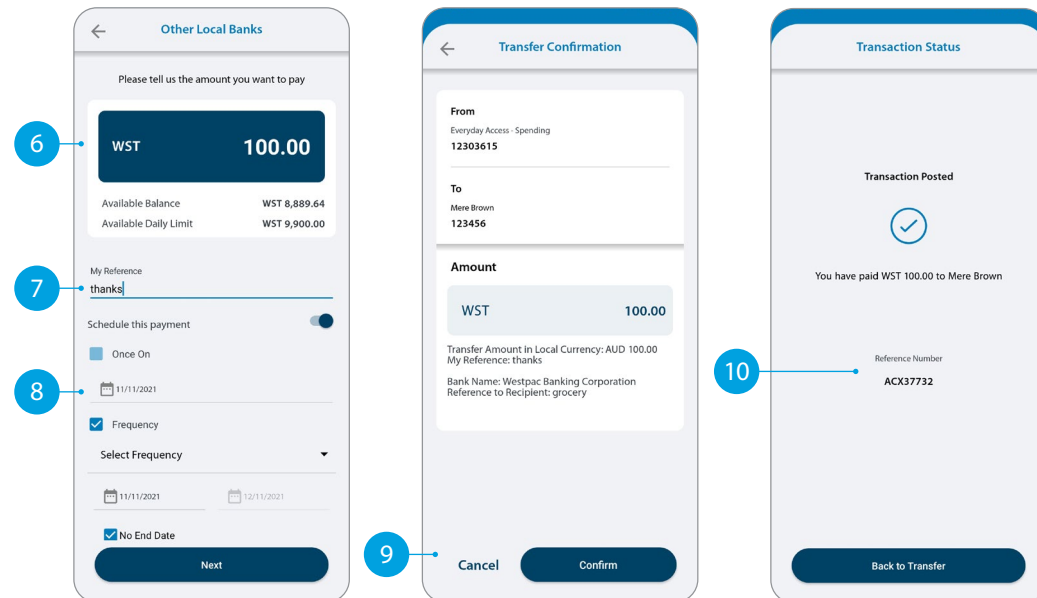 Other Local Banks
Please tell us the amount you want to pay
6
WST 100.00
Available Balance WST 8,889.64
Available Daily Limit WST 9,900.00
7
My Reference
thanks
Schedule this payment
Once On
8
11/11/2021
Frequency
Select Frequency
11/11/2021 12/11/2021
No End Date
Next
Transfer Confirmation
From
Everyday Access - Spending
12303615
To
Mere Brown
123456
Amount
WST 100.00
Transfer Amount in Local Currency: AUD 100.00
My Reference: thanks
Bank Name: Westpac Banking Corporation
Reference to Recipient: grocery
9
Cancel Confirm
Transaction Status
Transaction Posted
You have paid WST 100.00 to Mere Brown
10
Reference Number
ACX37732
Back to Transfer